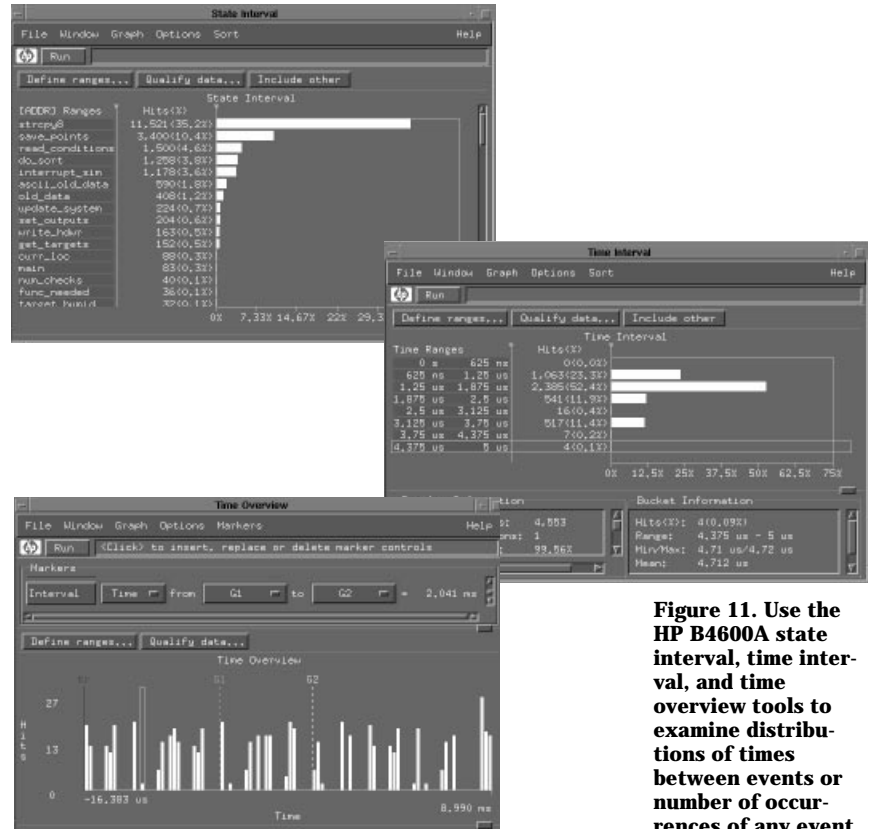 State Interval
File Window Graph Options Sort Help
hp Run
Define ranges... Qualify data... Include other
State Interval
[ADDR] Ranges Hits(%)
strcpy8 11,521(35.2%)
save_points 3,400(10.4%)
read_conditions 1,500(4.6%)
do_sort 1,258(3.8%)
interrupt_sim 1,178(3.6%)
ascii_old_data 590(1.8%)
old_data 408(1.2%)
update_system 224(0.7%)
set_outputs 204(0.6%)
write_hdwr 163(0.5%)
get_targets 152(0.5%)
curr_loc 88(0.3%)
main 83(0.3%)
num_checks 40(0.1%)
func_needed 36(0.1%)
target_humid 32(0.1%)
0% 7.33% 14.67% 22% 29.3
Time Interval
File Window Graph Options Sort Help
hp Run
Define ranges... Qualify data... Include other
Time Interval
Time Ranges Hits(%)
0 s 625 ns 0(0.0%)
625 ns 1.25 us 1,063(23.3%)
1.25 us 1.875 us 2,385(52.4%)
1.875 us 2.5 us 541(11.9%)
2.5 us 3.125 us 16(0.4%)
3.125 us 3.75 us 517(11.4%)
3.75 us 4.375 us 7(0.2%)
4.375 us 5 us 4(0.1%)
0% 12.5% 25% 37.5% 50% 62.5% 75%
tion Bucket Information
4,553 Hits(%): 4(0.09%)
ons: 1 Range: 4.375 us - 5 us
99.56% Min/Max: 4.71 us/4.72 us
Mean: 4.712 us
Time Overview
File Window Graph Options Markers Help
hp Run <Click> to insert, replace or delete marker controls
Markers
Interval Time from G1 to G2 = 2.041 ms
Define ranges... Qualify data...
Time Overview
G1 G2
27
Hits
13
0
-16.383 us 8.990 ms
Time
Figure 11. Use the
HP B4600A state
interval, time inter-
val, and time
overview tools to
examine distribu-
tions of times
between events or
number of occur-
rences of any event